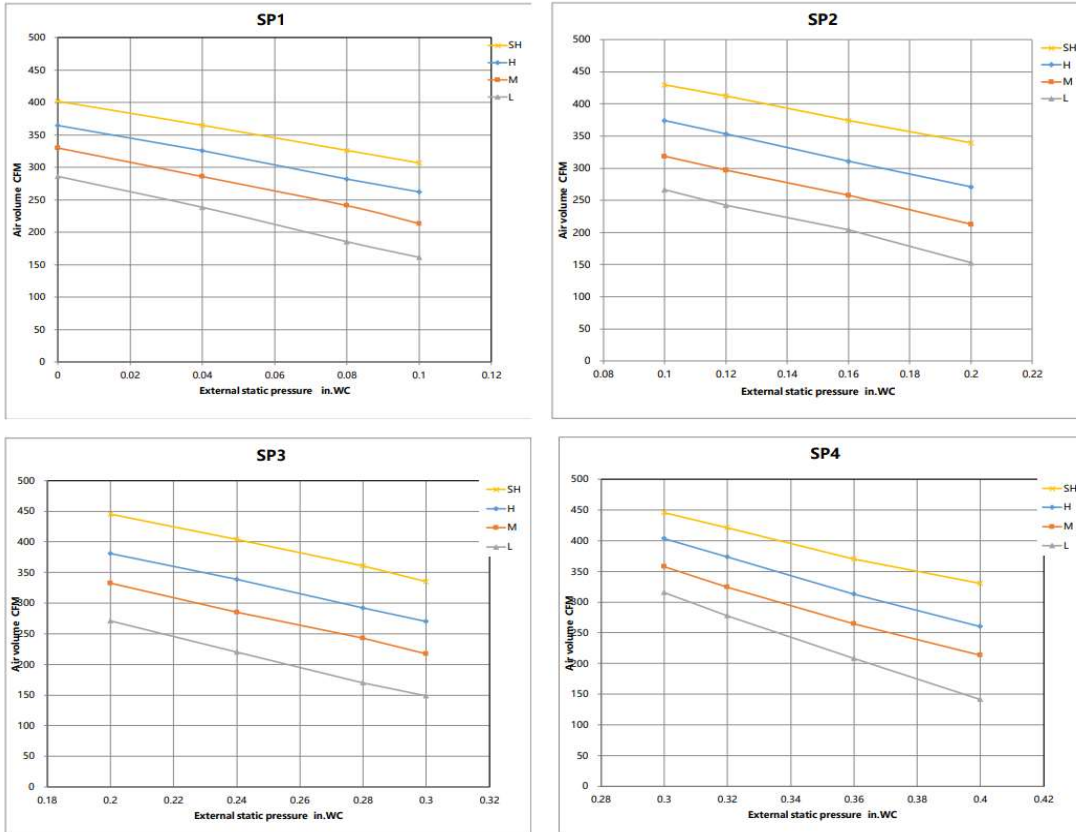 SP1
500
450
400
350
300
250
200
150
100
50
0
Air volume CFM
0 0.02 0.04 0.06 0.08 0.1 0.12
External static pressure in.WC
SH
H
M
L
SP2
500
450
400
350
300
250
200
150
100
50
0
Air volume CFM
0.08 0.1 0.12 0.14 0.16 0.18 0.2 0.22
External static pressure in.WC
SH
H
M
L
SP3
500
450
400
350
300
250
200
150
100
50
0
Air volume CFM
0.18 0.2 0.22 0.24 0.26 0.28 0.3 0.32
External static pressure in.WC
SH
H
M
L
SP4
500
450
400
350
300
250
200
150
100
50
0
Air volume CFM
0.28 0.3 0.32 0.34 0.36 0.38 0.4 0.42
External static pressure in.WC
SH
H
M
L